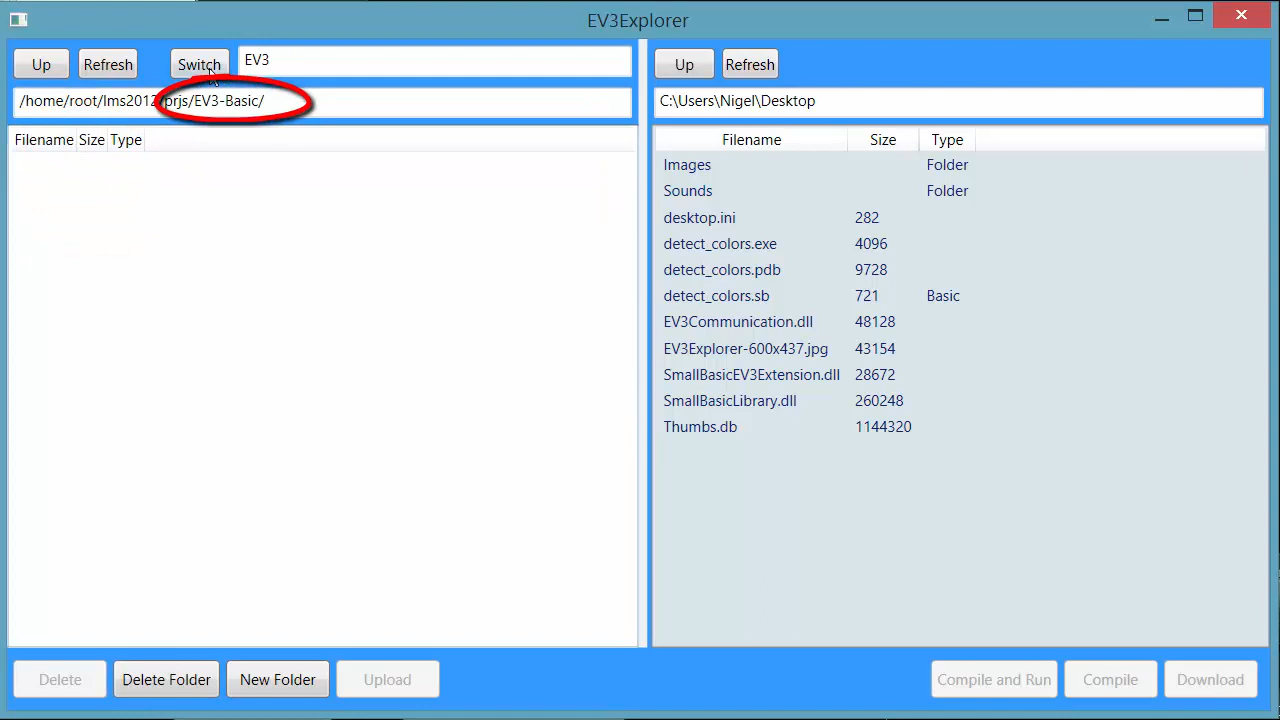 EV3Explorer
Up Refresh Switch EV3
/home/root/lms2012/prjs/EV3-Basic/
Filename Size Type
Delete Delete Folder New Folder Upload
Up Refresh
C:\Users\Nigel\Desktop
Filename Size Type
Images Folder
Sounds Folder
desktop.ini 282
detect_colors.exe 4096
detect_colors.pdb 9728
detect_colors.sb 721 Basic
EV3Communication.dll 48128
EV3Explorer-600x437.jpg 43154
SmallBasicEV3Extension.dll 28672
SmallBasicLibrary.dll 260248
Thumbs.db 1144320
Compile and Run Compile Download